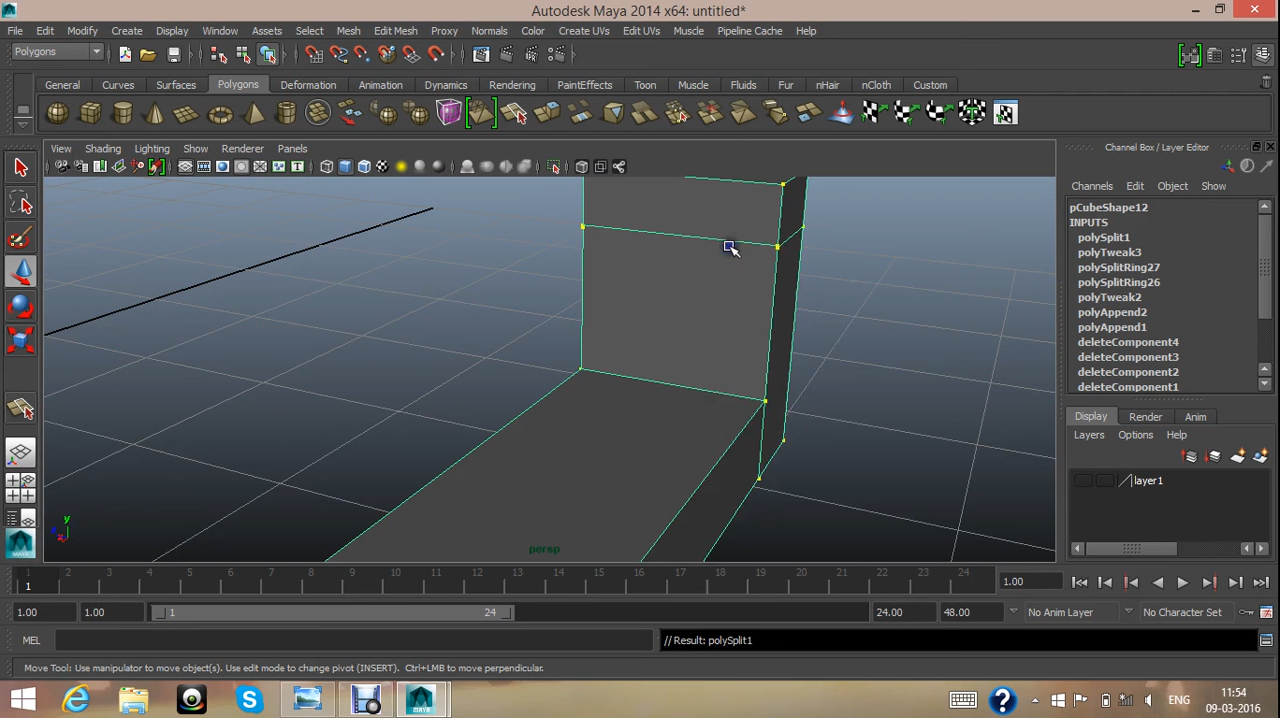 Autodesk Maya 2014 x64: untitled*
File Edit Modify Create Display Window Assets Select Mesh Edit Mesh Proxy Normals Color Create UVs Edit UVs Muscle Pipeline Cache Help
Polygons
General Curves Surfaces Polygons Deformation Animation Dynamics Rendering PaintEffects Toon Muscle Fluids Fur nHair nCloth Custom
View Shading Lighting Show Renderer Panels
Channel Box / Layer Editor
Channels Edit Object Show
pCubeShape12
INPUTS
polySplit1
polyTweak3
polySplitRing27
polySplitRing26
polyTweak2
polyAppend2
polyAppend1
deleteComponent4
deleteComponent3
deleteComponent2
deleteComponent1
Display Render Anim
Layers Options Help
layer1
y
x
persp
1 2 3 4 5 6 7 8 9 10 11 12 13 14 15 16 17 18 19 20 21 22 23 24
1
1.00
1.00 1.00 1 24 24.00 48.00 No Anim Layer No Character Set
MEL // Result: polySplit1
Move Tool: Use manipulator to move object(s). Use edit mode to change pivot (INSERT). Ctrl+LMB to move perpendicular.
ENG 11:54
09-03-2016